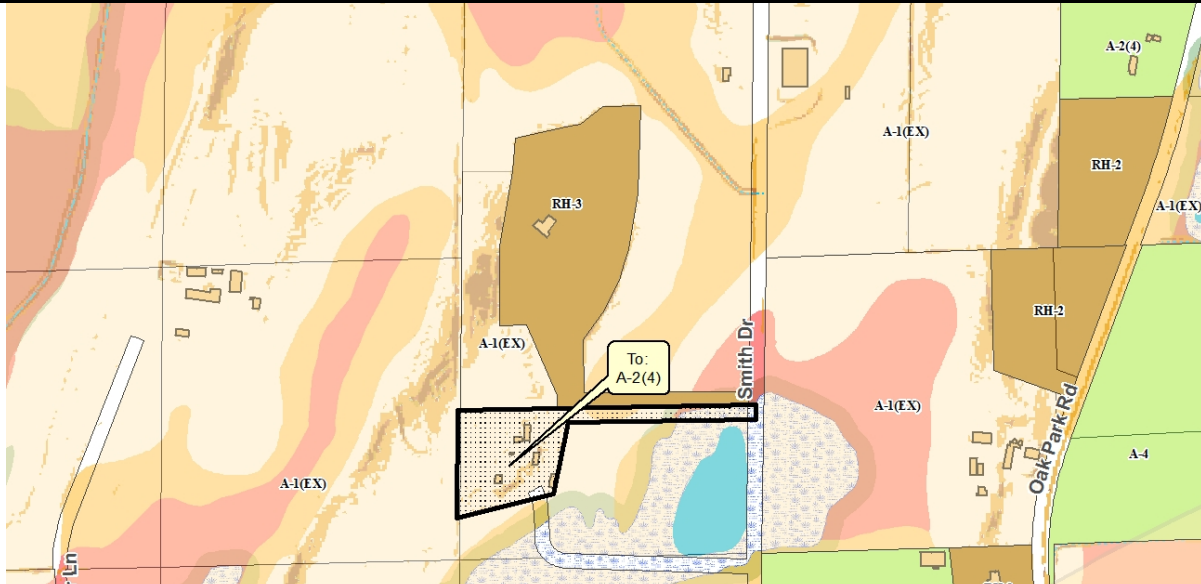 A-2(4)
A-1(EX)
RH-2
A-1(EX)
RH-3
RH-2
A-1(EX)
To:
A-2(4)
Smith Dr
A-1(EX)
Oak Park Rd
A-4
A-1(EX)
Ln